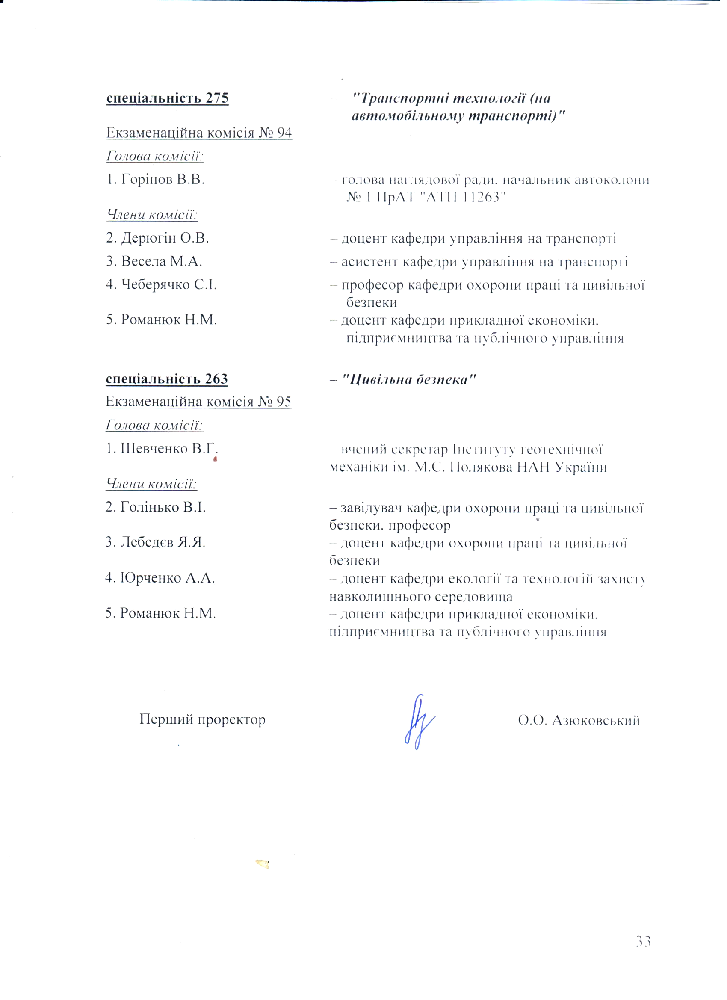 спеціальність 275 – "Транспортні технології (на
автомобільному транспорті)"
Екзаменаційна комісія № 94
Голова комісії:
1. Горінов В.В. голова наглядової ради, начальник автоколони
№ 1 ПрАТ "АТП 11263"
Члени комісії:
2. Дерюгін О.В. – доцент кафедри управління на транспорті
3. Весела М.А. – асистент кафедри управління на транспорті
4. Чеберячко С.І. – професор кафедри охорони праці та цивільної
безпеки
5. Романюк Н.М. – доцент кафедри прикладної економіки,
підприємництва та публічного управління
спеціальність 263 – "Цивільна безпека"
Екзаменаційна комісія № 95
Голова комісії:
1. Шевченко В.Г. вчений секретар Інституту геотехнічної
механіки ім. М.С. Полякова НАН України
Члени комісії:
2. Голінько В.І. – завідувач кафедри охорони праці та цивільної
безпеки, професор
3. Лебедєв Я.Я. – доцент кафедри охорони праці та цивільної
безпеки
4. Юрченко А.А. – доцент кафедри екології та технологій захисту
навколишнього середовища
5. Романюк Н.М. – доцент кафедри прикладної економіки,
підприємництва та публічного управління
Перший проректор О.О. Азюковський
33